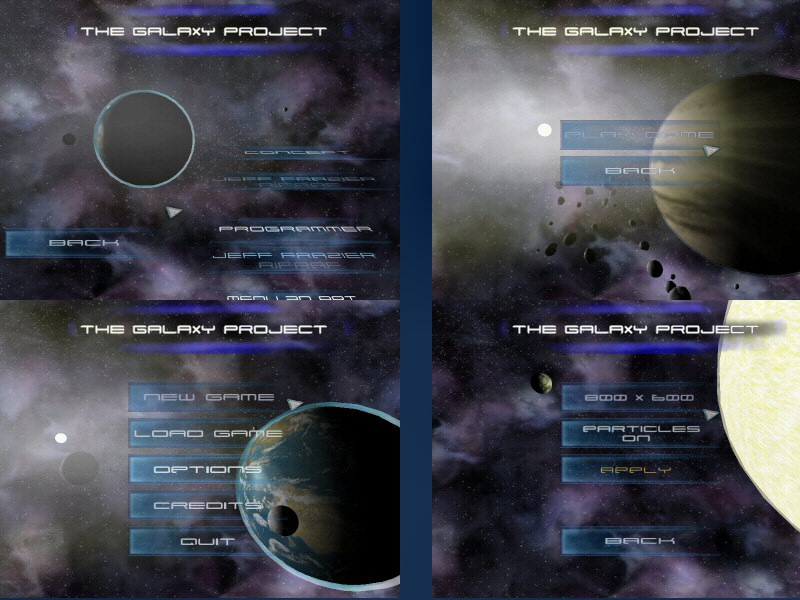 THE GALAXY PROJECT
CONCEPT
JEFF FRAZIER
PROGRAMMER
JEFF FRAZIER
BACK
THE GALAXY PROJECT
PLAY GAME
BACK
THE GALAXY PROJECT
NEW GAME
LOAD GAME
OPTIONS
CREDITS
QUIT
THE GALAXY PROJECT
800 X 600
PARTICLES
ON
APPLY
BACK